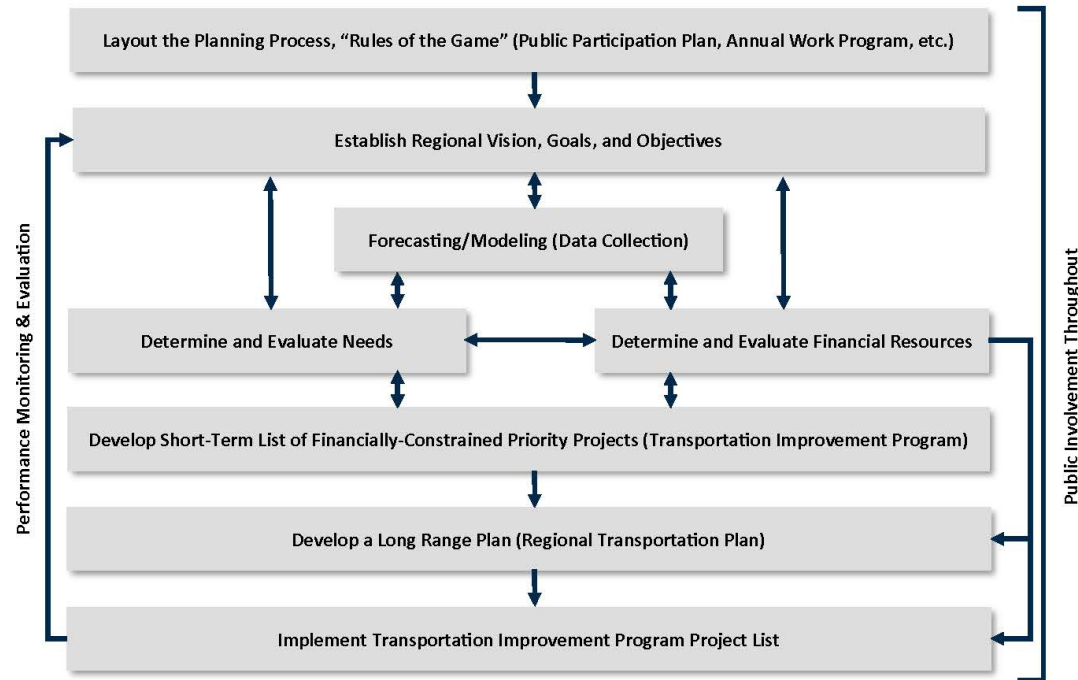 Layout the Planning Process, “Rules of the Game” (Public Participation Plan, Annual Work Program, etc.)
Establish Regional Vision, Goals, and Objectives
Forecasting/Modeling (Data Collection)
Determine and Evaluate Needs
Determine and Evaluate Financial Resources
Develop Short-Term List of Financially-Constrained Priority Projects (Transportation Improvement Program)
Develop a Long Range Plan (Regional Transportation Plan)
Implement Transportation Improvement Program Project List
Performance Monitoring & Evaluation
Public Involvement Throughout